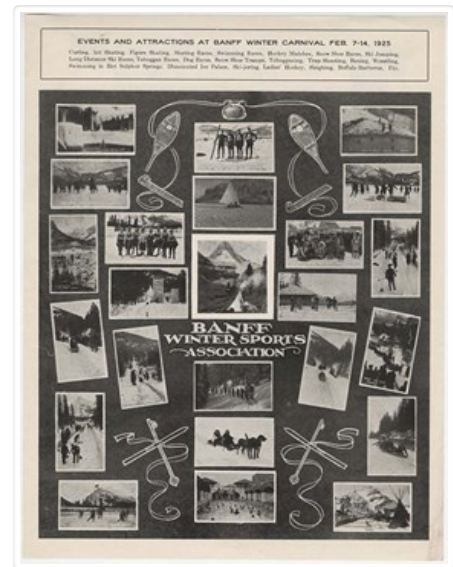 EVENTS AND ATTRACTIONS AT BANFF WINTER CARNIVAL FEB. 7-14, 1925
Curling, Art Skating, Figure Skating, Skating Races, Swimming Races, Hockey Matches, Snow Shoe Races, Ski Jumping,
Long Distance Ski Races, Toboggan Races, Dog Races, Snow Shoe Tramps, Tobogganing, Trap Shooting, Boxing, Wrestling,
Swimming in Hot Sulphur Springs, Illuminated Ice Palace, Ski-Joring, Ladies' Hockey, Sleighing, Buffalo Barbecue, Etc.
BANFF
WINTER SPORTS
ASSOCIATION